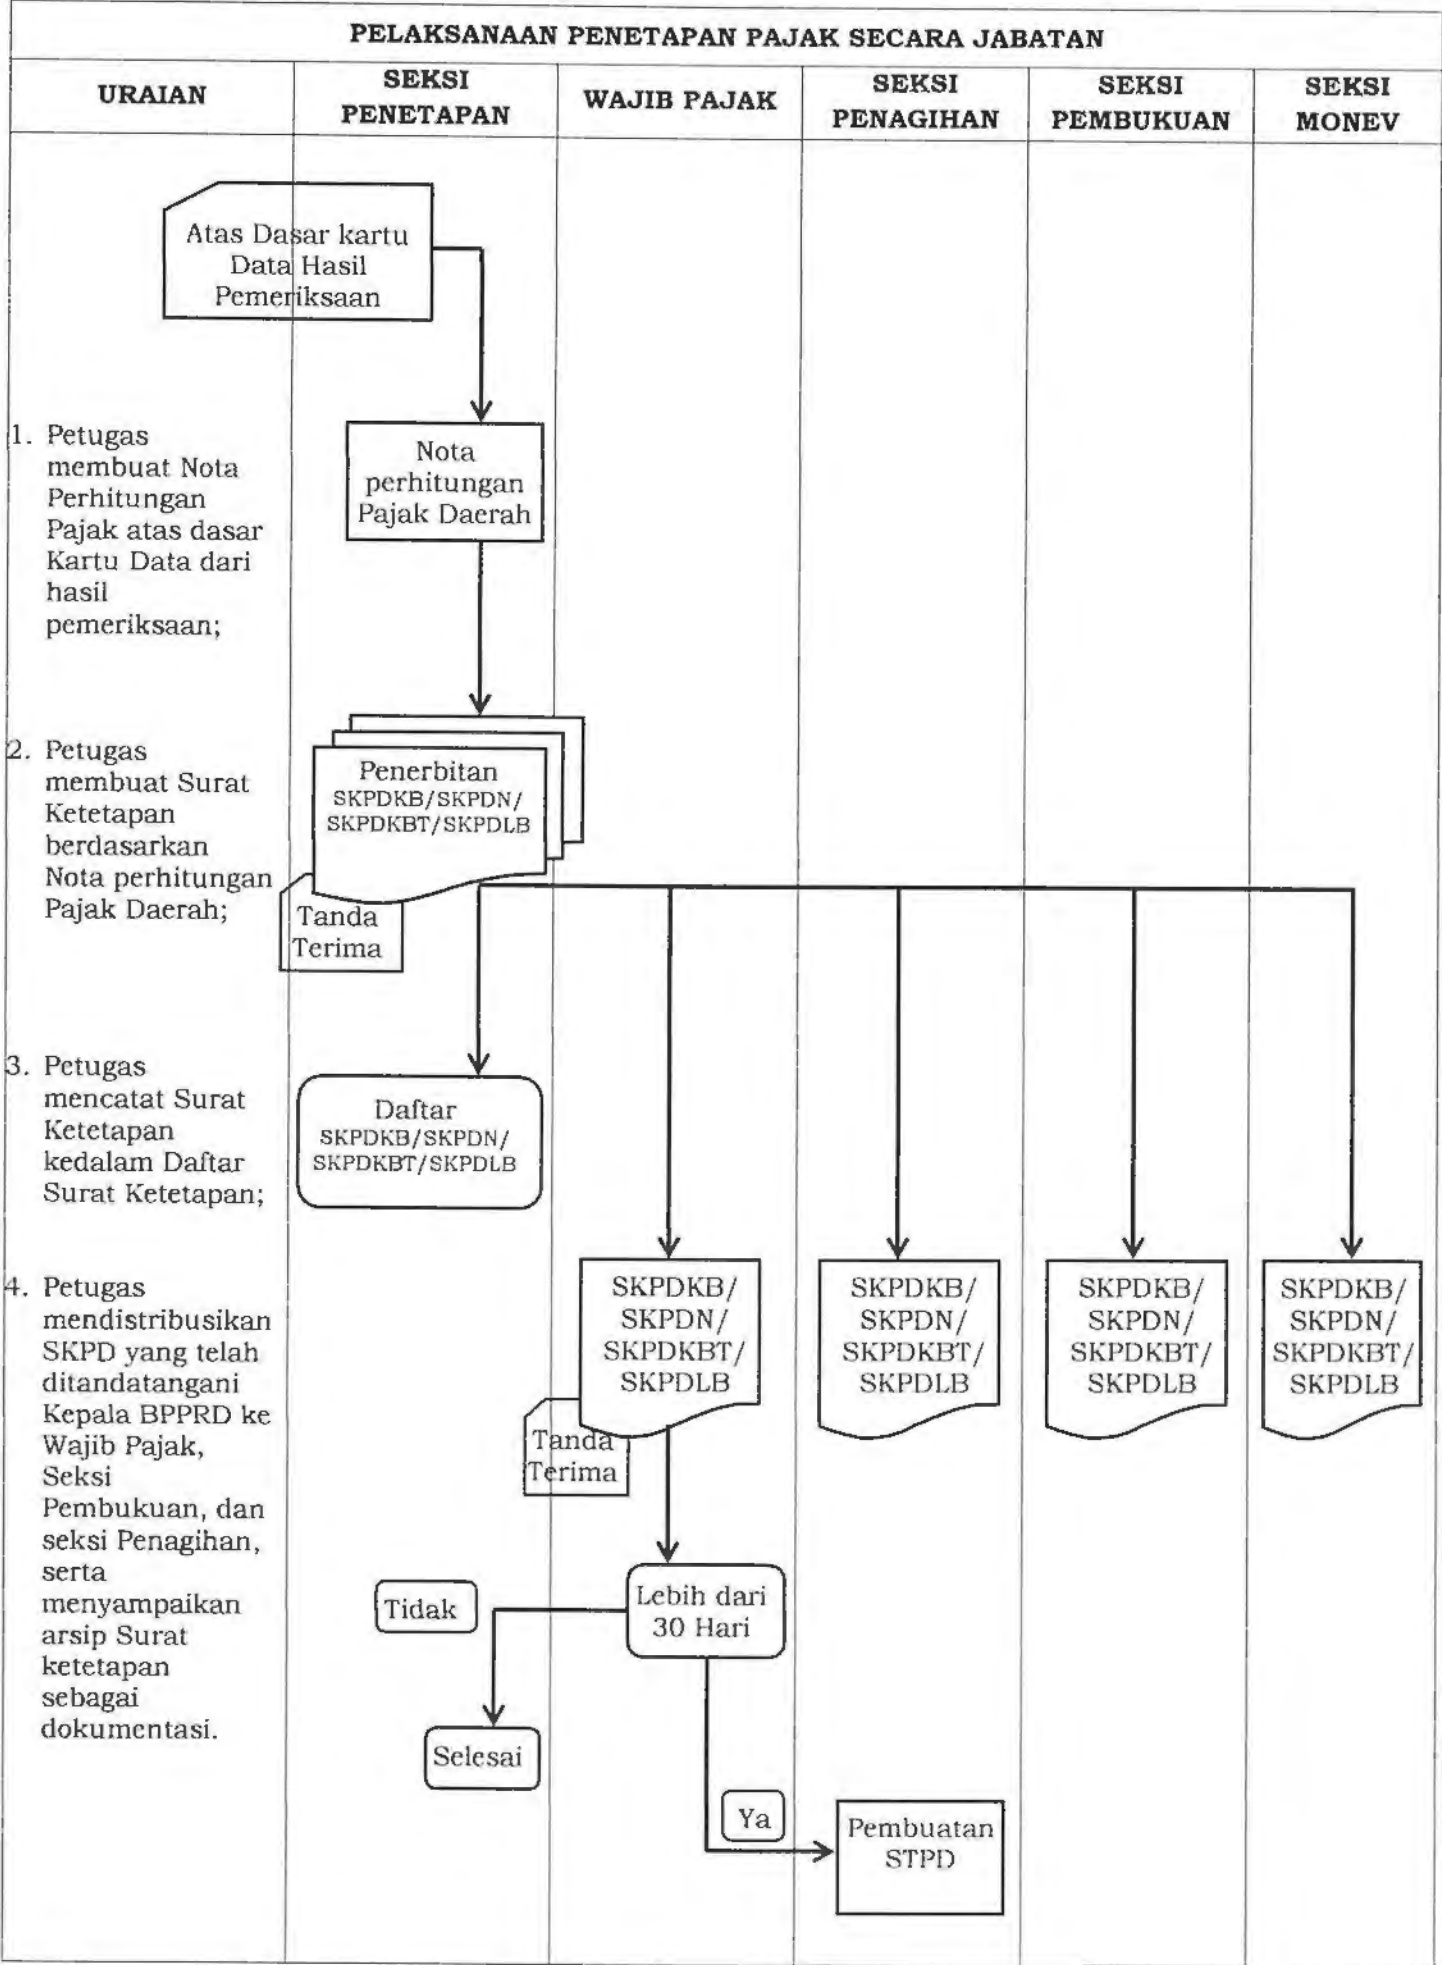 PELAKSANAAN PENETAPAN PAJAK SECARA JABATAN
URAIAN
SEKSI
PENETAPAN
WAJIB PAJAK
SEKSI
PENAGIHAN
SEKSI
PEMBUKUAN
SEKSI
MONEV
Atas Dasar kartu
Data Hasil
Pemeriksaan
1. Petugas
membuat Nota
Perhitungan
Pajak atas dasar
Kartu Data dari
hasil
pemeriksaan;
Nota
perhitungan
Pajak Daerah
2. Petugas
membuat Surat
Ketetapan
berdasarkan
Nota perhitungan
Pajak Daerah;
Penerbitan
SKPDKB/SKPDN/
SKPDKBT/SKPDLB
Tanda
Terima
3. Petugas
mencatat Surat
Ketetapan
kedalam Daftar
Surat Ketetapan;
Daftar
SKPDKB/SKPDN/
SKPDKBT/SKPDLB
4. Petugas
mendistribusikan
SKPD yang telah
ditandatangani
Kepala BPPRD ke
Wajib Pajak,
Seksi
Pembukuan, dan
seksi Penagihan,
serta
menyampaikan
arsip Surat
ketetapan
sebagai
dokumentasi.
SKPDKB/
SKPDN/
SKPDKBT/
SKPDLB
Tanda
Terima
SKPDKB/
SKPDN/
SKPDKBT/
SKPDLB
SKPDKB/
SKPDN/
SKPDKBT/
SKPDLB
SKPDKB/
SKPDN/
SKPDKBT/
SKPDLB
Lebih dari
30 Hari
Tidak
Selesai
Ya
Pembuatan
STPD